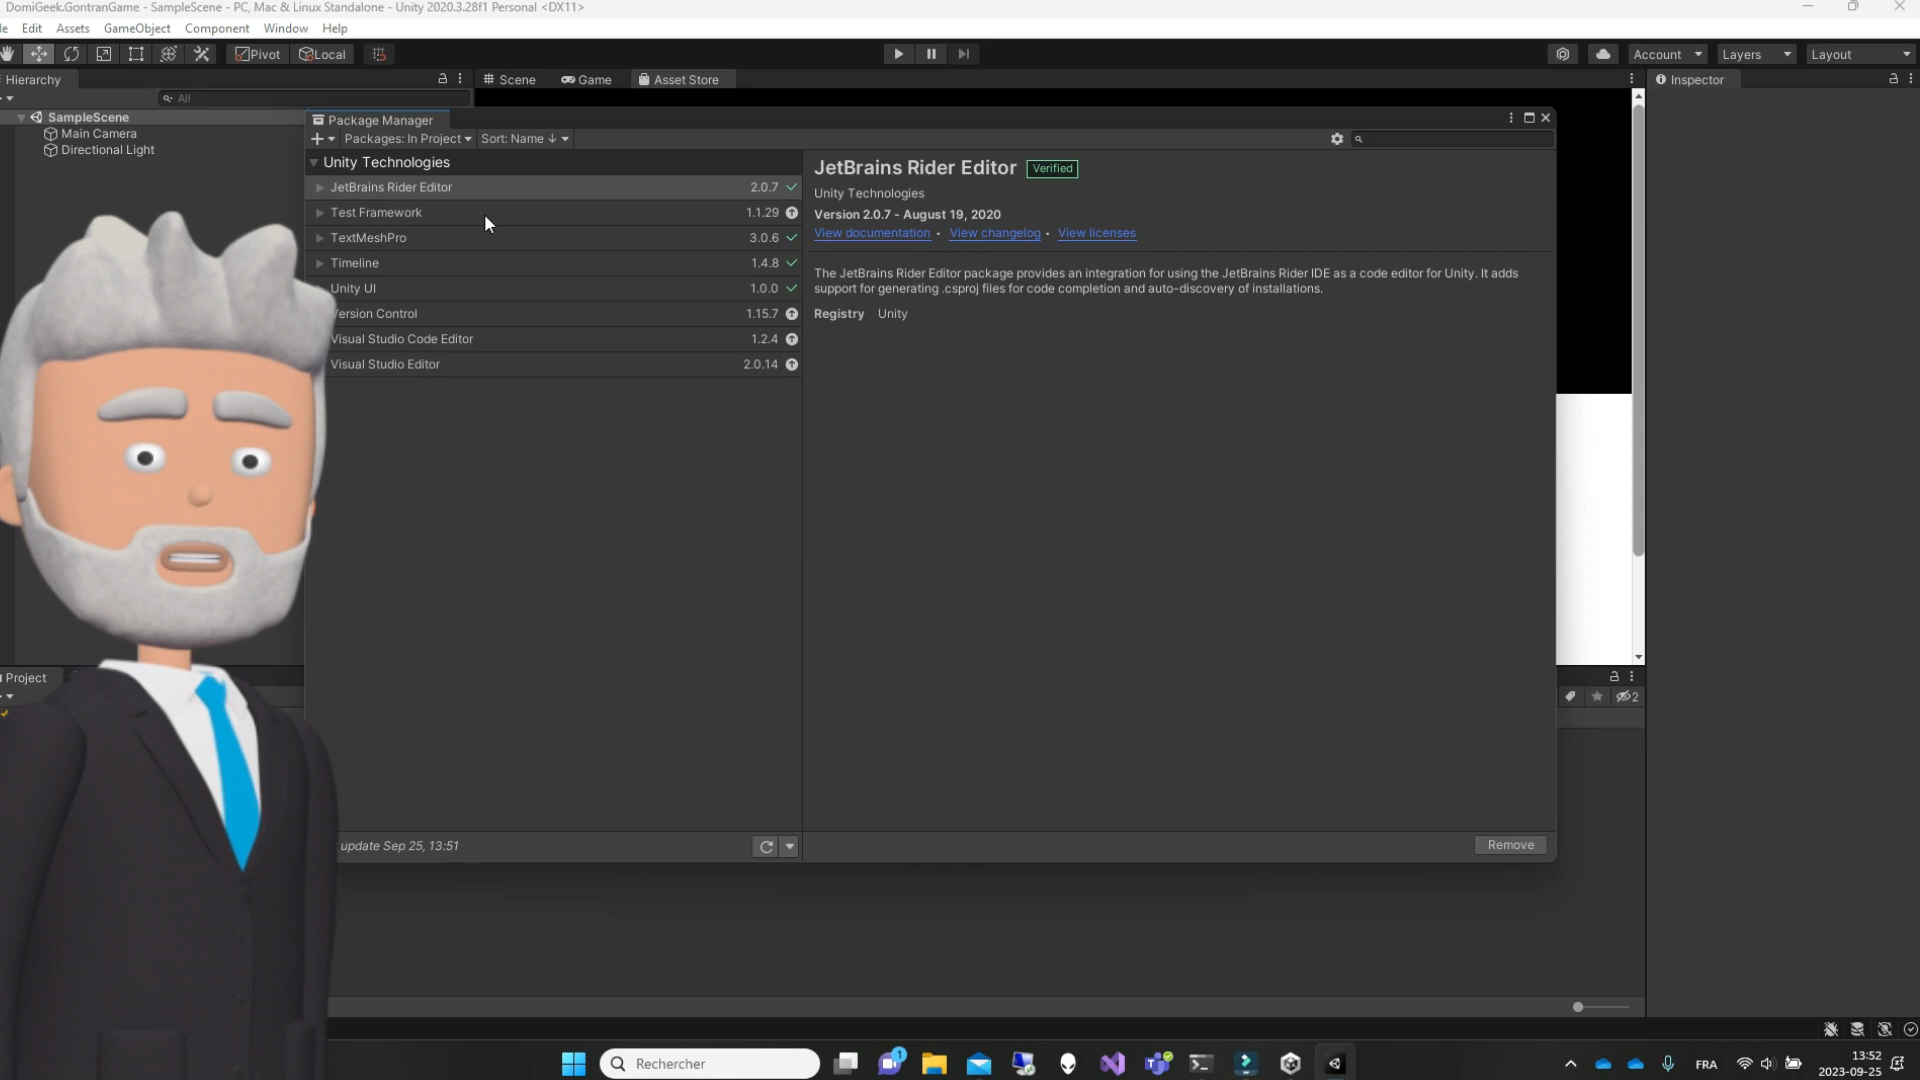 DomiGeek.GontranGame - SampleScene - PC, Mac & Linux Standalone - Unity 2020.3.28f1 Personal <DX11>
Edit Assets GameObject Component Window Help
Pivot Local Account Layers Layout
Hierarchy Scene Game Asset Store Inspector
All
SampleScene
Main Camera
Directional Light
Package Manager
Packages: In Project Sort: Name ↓
Unity Technologies
JetBrains Rider Editor 2.0.7
Test Framework 1.1.29
TextMeshPro 3.0.6
Timeline 1.4.8
Unity UI 1.0.0
Version Control 1.15.7
Visual Studio Code Editor 1.2.4
Visual Studio Editor 2.0.14
update Sep 25, 13:51
JetBrains Rider Editor Verified
Unity Technologies
Version 2.0.7 - August 19, 2020
View documentation • View changelog • View licenses
The JetBrains Rider Editor package provides an integration for using the JetBrains Rider IDE as a code editor for Unity. It adds
support for generating .csproj files for code completion and auto-discovery of installations.
Registry Unity
Remove
Project
2
Rechercher
1
FRA
13:52
2023-09-25